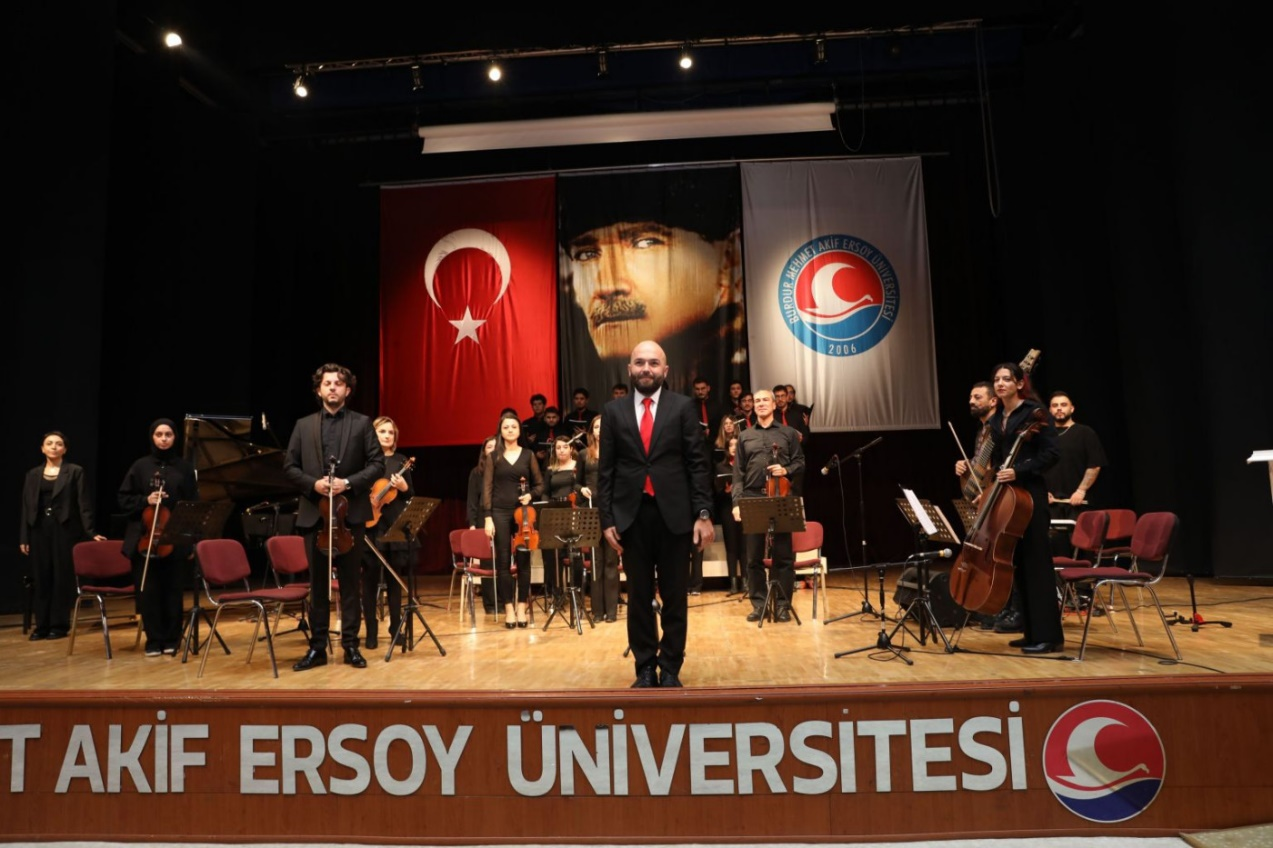 BURDUR MEHMET AKİF ERSOY ÜNİVERSİTESİ
2006
T AKİF ERSOY ÜNİVERSİTESİ